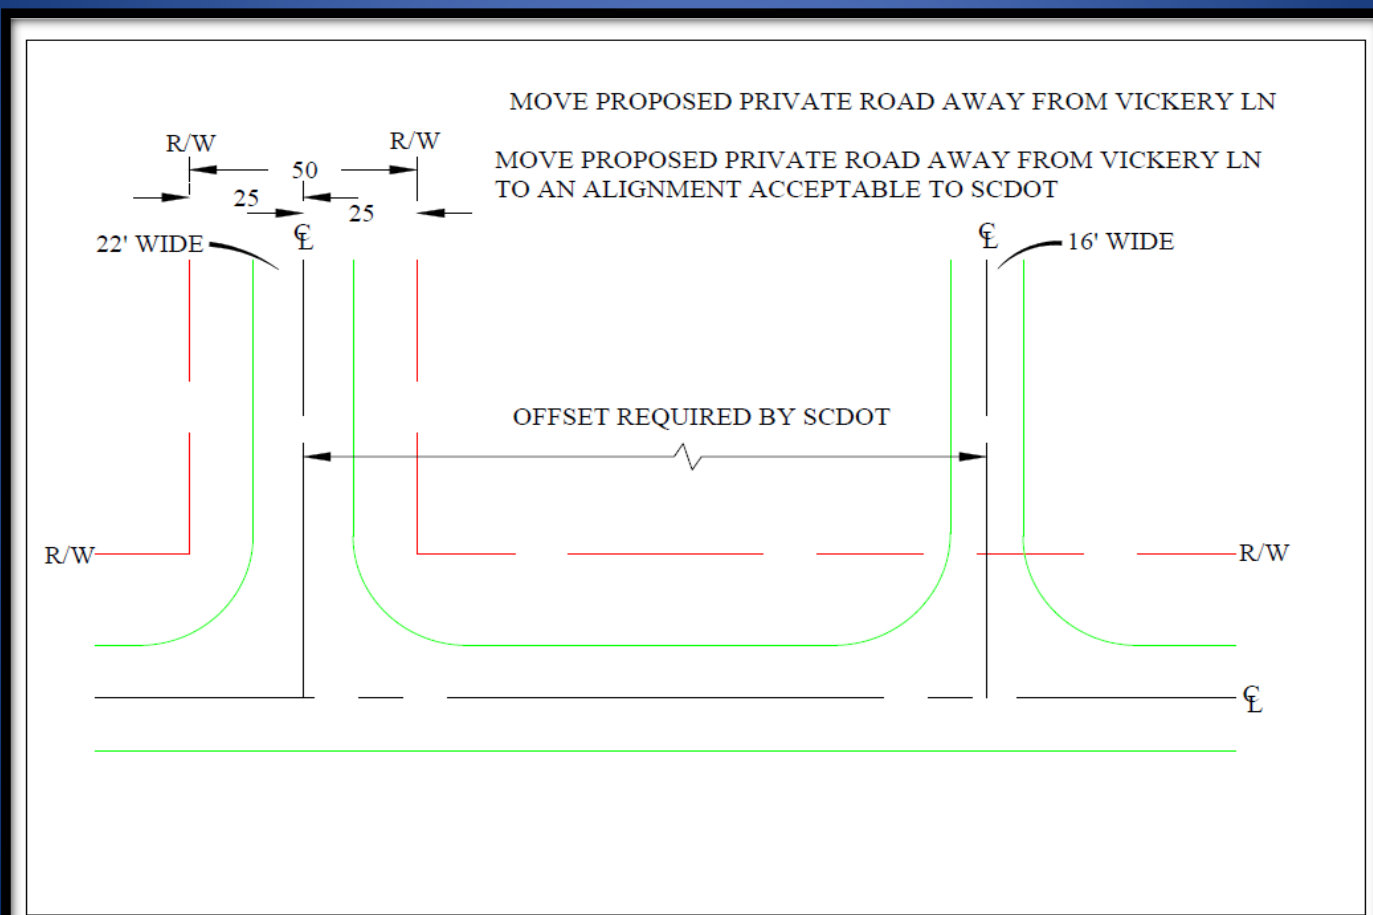 MOVE PROPOSED PRIVATE ROAD AWAY FROM VICKERY LN
R/W
R/W
50
MOVE PROPOSED PRIVATE ROAD AWAY FROM VICKERY LN
TO AN ALIGNMENT ACCEPTABLE TO SCDOT
25
25
22' WIDE
℄
℄
16' WIDE
OFFSET REQUIRED BY SCDOT
R/W
R/W
℄